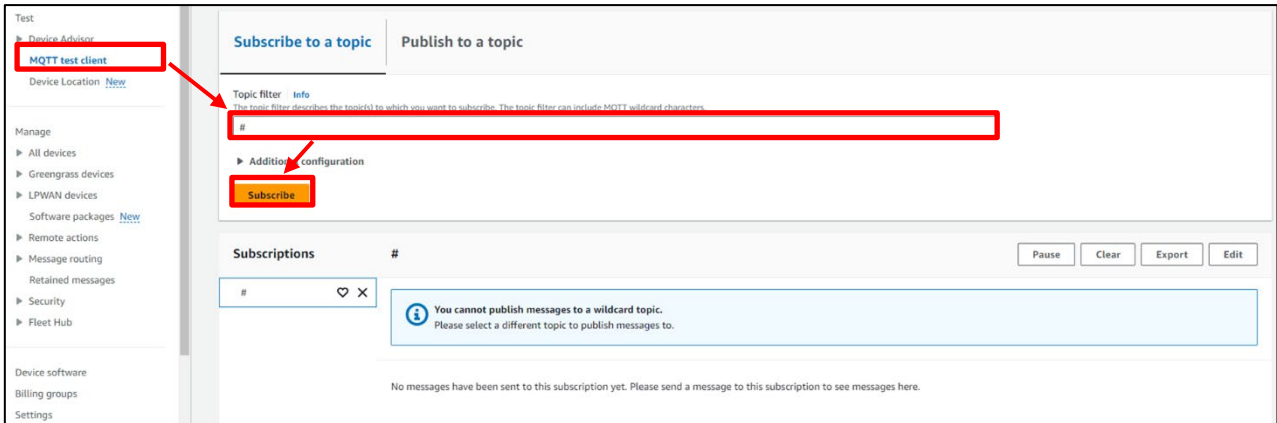 Test
Device Advisor
MQTT test client
Device Location New
Manage
All devices
Greengrass devices
LPWAN devices
Software packages New
Remote actions
Message routing
Retained messages
Security
Fleet Hub
Device software
Billing groups
Settings
Subscribe to a topic
Publish to a topic
Topic filter Info
The topic filter describes the topic(s) to which you want to subscribe. The topic filter can include MQTT wildcard characters.
#
Additional configuration
Subscribe
Subscriptions
#
Pause
Clear
Export
Edit
#
You cannot publish messages to a wildcard topic.
Please select a different topic to publish messages to.
No messages have been sent to this subscription yet. Please send a message to this subscription to see messages here.